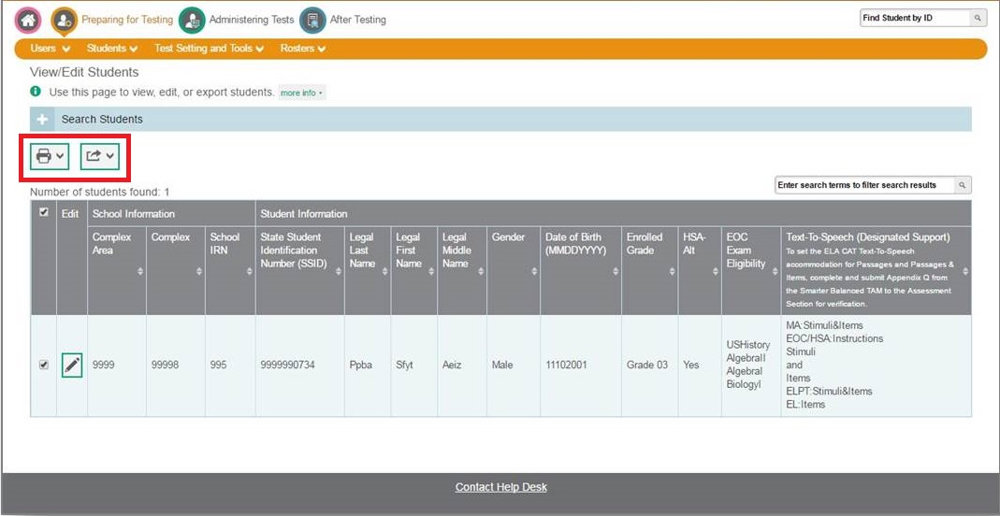 Preparing for Testing Administering Tests After Testing Find Student by ID
Users Students Test Setting and Tools Rosters
View/Edit Students
Use this page to view, edit, or export students. more info
Search Students
Enter search terms to filter search results
Number of students found: 1
Edit School Information Student Information
Complex Area Complex School IRN State Student Identification Number (SSID) Legal Last Name Legal First Name Legal Middle Name Gender Date of Birth (MMDDYYYY) Enrolled Grade HSA-Alt EOC Exam Eligibility Text-To-Speech (Designated Support)
To set the ELA CAT Text-To-Speech
accommodation for Passages and Passages &
Items, complete and submit Appendix Q from
the Smarter Balanced TAM to the Assessment
Section for verification.
9999 99998 995 9999990734 Ppba Sfyt Aeiz Male 11102001 Grade 03 Yes
USHistory
AlgebraII
AlgebraI
BiologyI
MA:Stimuli&Items
EOC/HSA:Instructions
Stimuli
and
Items
ELPT:Stimuli&Items
EL:Items
Contact Help Desk